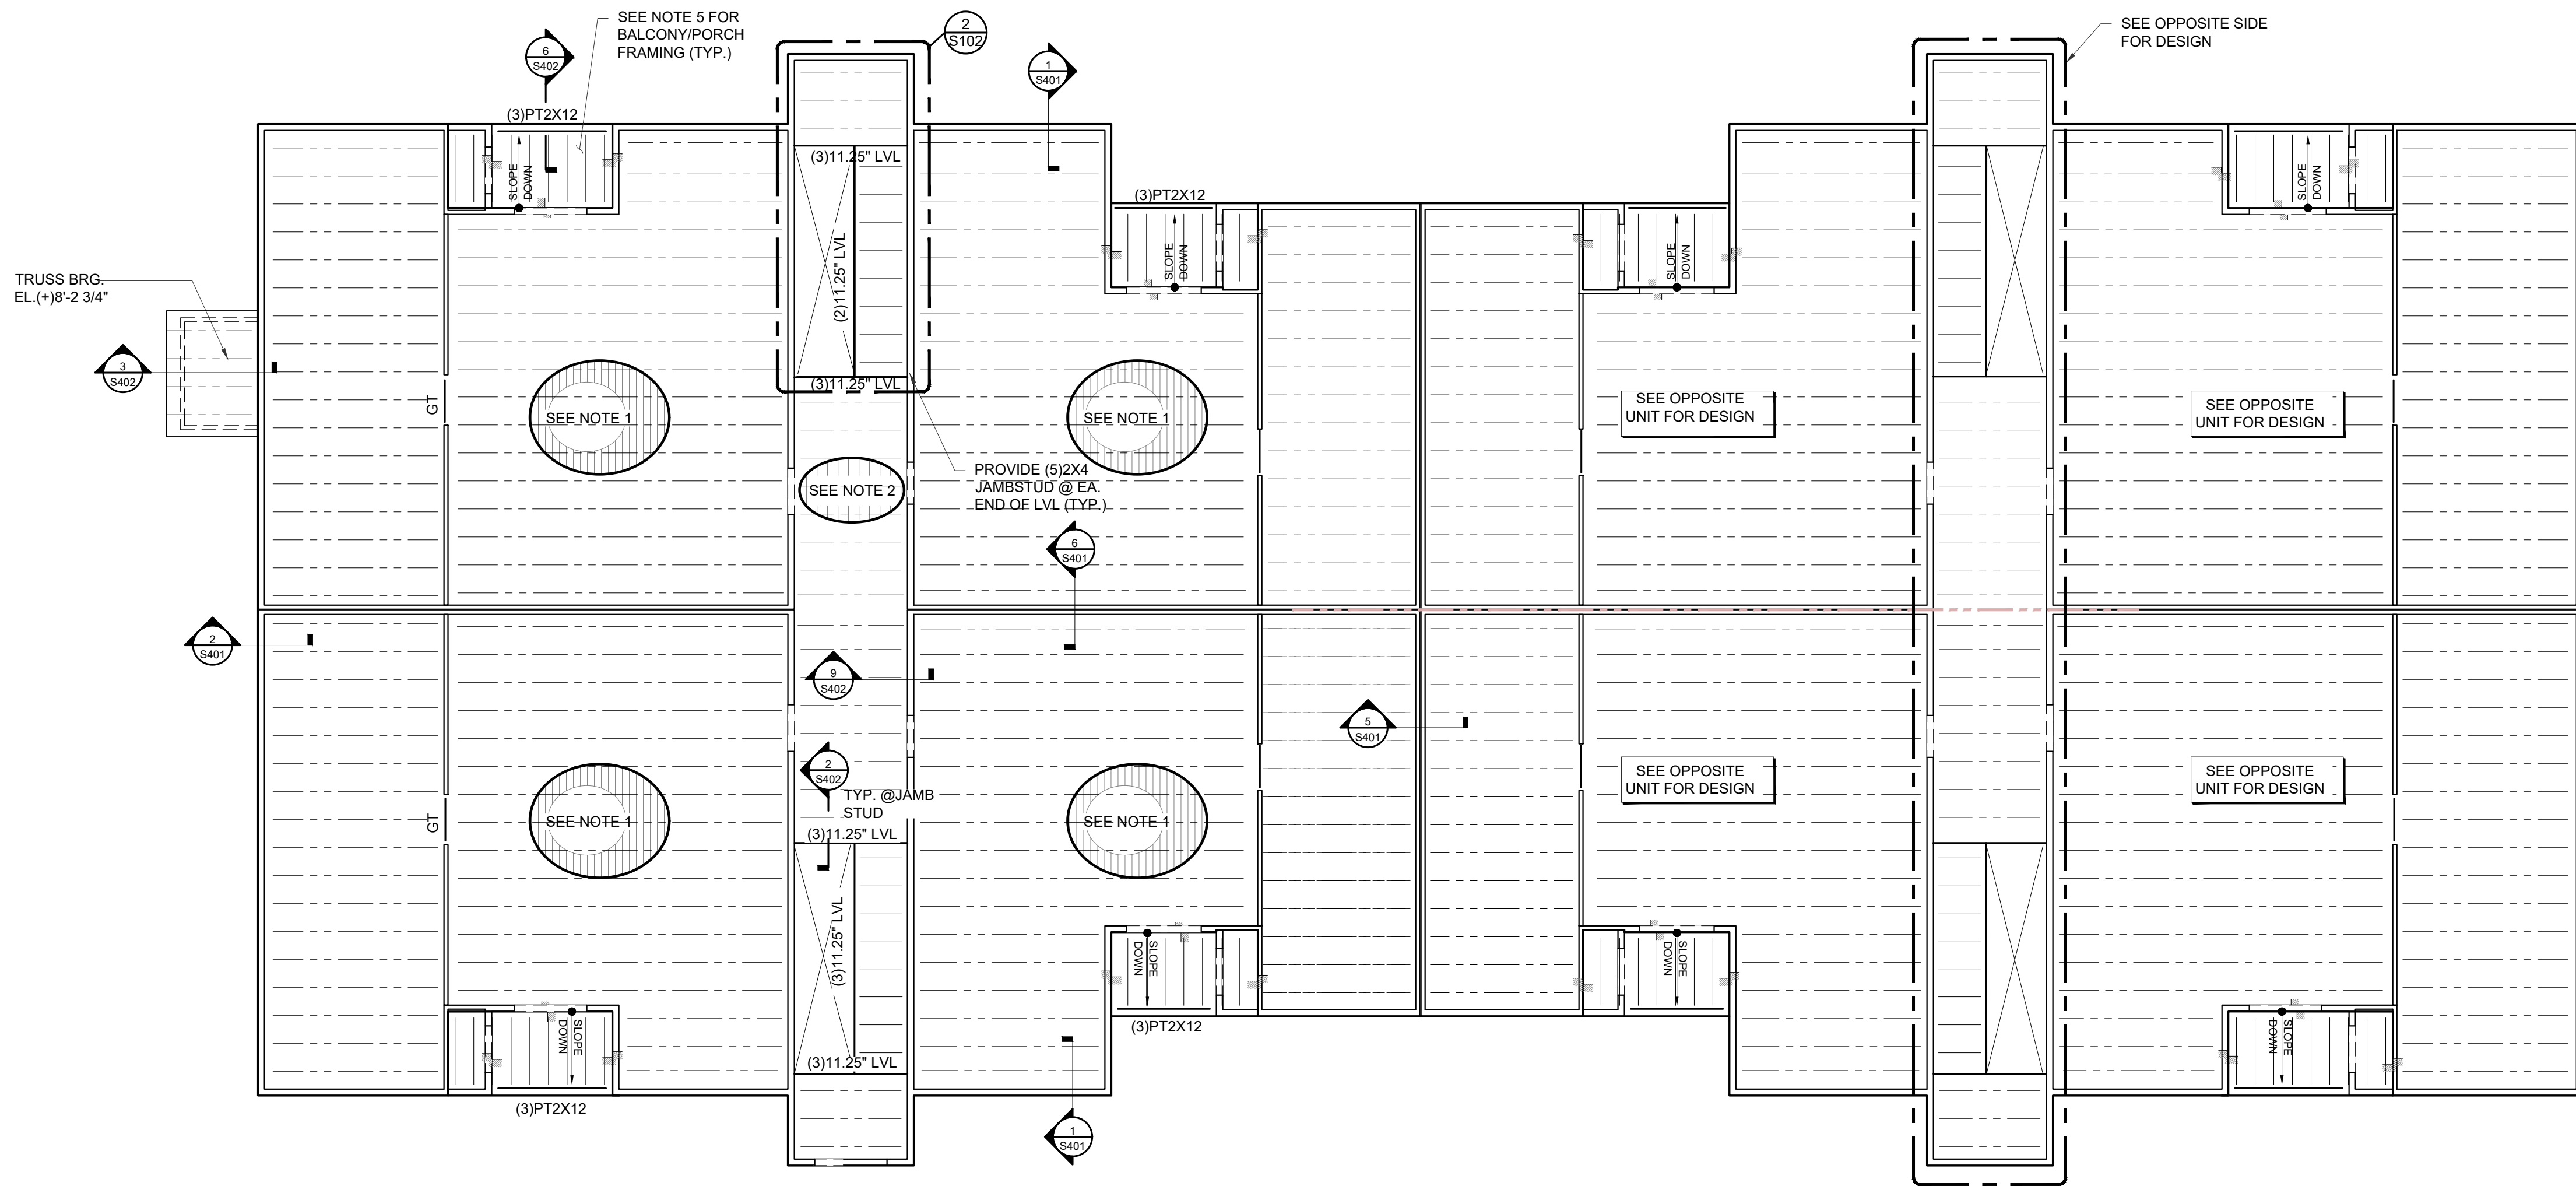 SEE NOTE 5 FOR
BALCONY/PORCH
FRAMING (TYP.)
2
S102
SEE OPPOSITE SIDE
FOR DESIGN
6
S402
1
S401
(3)PT2X12
SLOPE
DOWN
(3)11.25" LVL
(2)11.25" LVL
(3)PT2X12
SLOPE
DOWN
SLOPE
DOWN
SLOPE
DOWN
TRUSS BRG.
EL.(+)8'-2 3/4"
3
S402
GT
(3)11.25" LVL
SEE NOTE 1
SEE NOTE 1
SEE OPPOSITE
UNIT FOR DESIGN
SEE OPPOSITE
UNIT FOR DESIGN
SEE NOTE 2
PROVIDE (5)2X4
JAMBSTUD @ EA.
END OF LVL (TYP.)
6
S401
2
S401
9
S402
5
S401
2
S402
TYP. @JAMB
STUD
(3)11.25" LVL
GT
SEE NOTE 1
SEE NOTE 1
SEE OPPOSITE
UNIT FOR DESIGN
SEE OPPOSITE
UNIT FOR DESIGN
(3)11.25" LVL
SLOPE
DOWN
SLOPE
DOWN
(3)PT2X12
SLOPE
DOWN
SLOPE
DOWN
(3)11.25" LVL
(3)PT2X12
1
S401